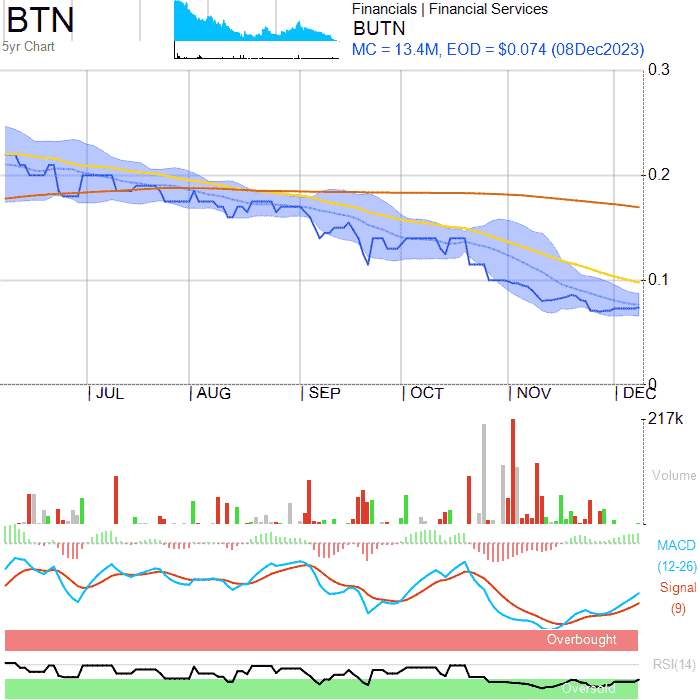 BTN
5yr Chart
Financials | Financial Services
BUTN
MC = 13.4M, EOD = $0.074 (08Dec2023)
0.3
0.2
0.1
0
JUL
AUG
SEP
OCT
NOV
DEC
217k
Volume
MACD
(12-26)
Signal
(9)
Overbought
RSI(14)
Oversold